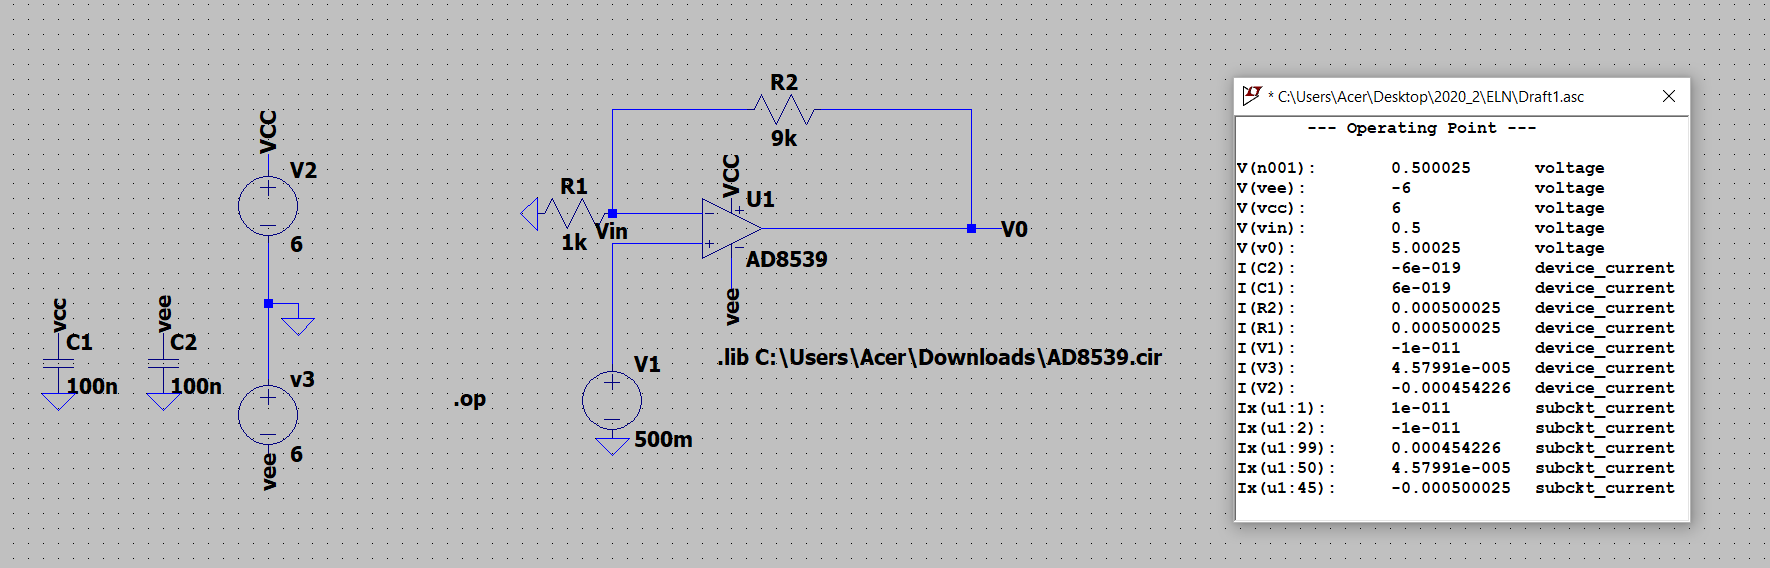 VCC
V2
6
vcc
C1
100n
vee
C2
100n
v3
6
vee
.op
R2
9k
R1
1k
Vin
VCC
U1
AD8539
vee
V0
.lib C:\Users\Acer\Downloads\AD8539.cir
V1
500m
* C:\Users\Acer\Desktop\2020_2\ELN\Draft1.asc
--- Operating Point ---
V(n001): 0.500025 voltage
V(vee): -6 voltage
V(vcc): 6 voltage
V(vin): 0.5 voltage
V(v0): 5.00025 voltage
I(C2): -6e-019 device_current
I(C1): 6e-019 device_current
I(R2): 0.000500025 device_current
I(R1): 0.000500025 device_current
I(V1): -1e-011 device_current
I(V3): 4.57991e-005 device_current
I(V2): -0.000454226 device_current
Ix(u1:1): 1e-011 subckt_current
Ix(u1:2): -1e-011 subckt_current
Ix(u1:99): 0.000454226 subckt_current
Ix(u1:50): 4.57991e-005 subckt_current
Ix(u1:45): -0.000500025 subckt_current